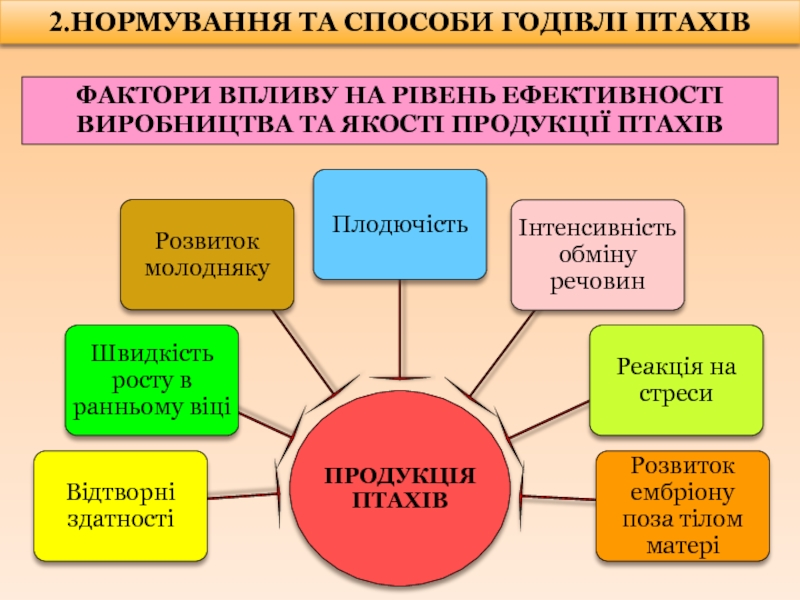 2.НОРМУВАННЯ ТА СПОСОБИ ГОДІВЛІ ПТАХІВ
ФАКТОРИ ВПЛИВУ НА РІВЕНЬ ЕФЕКТИВНОСТІ
ВИРОБНИЦТВА ТА ЯКОСТІ ПРОДУКЦІЇ ПТАХІВ
Відтворні
здатності
Швидкість
росту в
ранньому віці
Розвиток
молодняку
Плодючість
Інтенсивність
обміну
речовин
Реакція на
стреси
Розвиток
ембріону
поза тілом
матері
ПРОДУКЦІЯ
ПТАХІВ